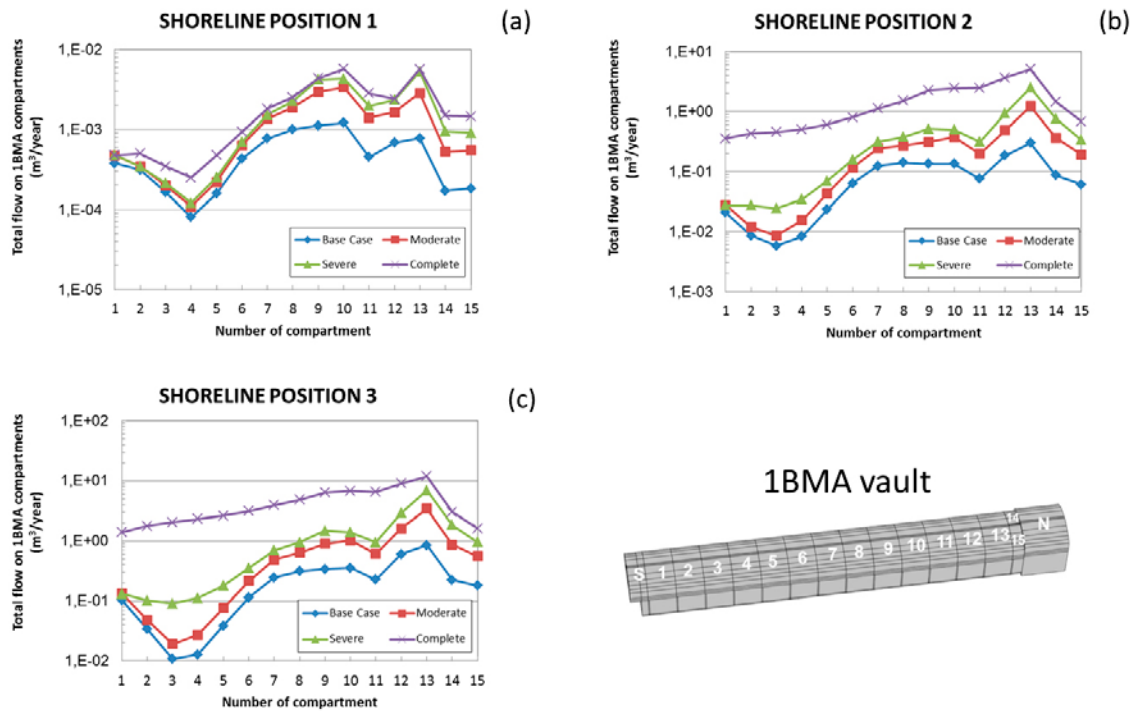 SHORELINE POSITION 1
(a)
Total flow on 1BMA compartments
(m³/year)
1,E-02
1,E-03
1,E-04
1,E-05
Base Case Moderate
Severe Complete
1 2 3 4 5 6 7 8 9 10 11 12 13 14 15
Number of compartment
SHORELINE POSITION 2
(b)
Total flow on 1BMA compartments
(m³/year)
1,E+01
1,E+00
1,E-01
1,E-02
1,E-03
Base Case Moderate
Severe Complete
1 2 3 4 5 6 7 8 9 10 11 12 13 14 15
Number of compartment
SHORELINE POSITION 3
(c)
Total flow on 1BMA compartments
(m³/year)
1,E+02
1,E+01
1,E+00
1,E-01
1,E-02
Base Case Moderate
Severe Complete
1 2 3 4 5 6 7 8 9 10 11 12 13 14 15
Number of compartment
1BMA vault
S 1 2 3 4 5 6 7 8 9 10 11 12 13 14 15 N